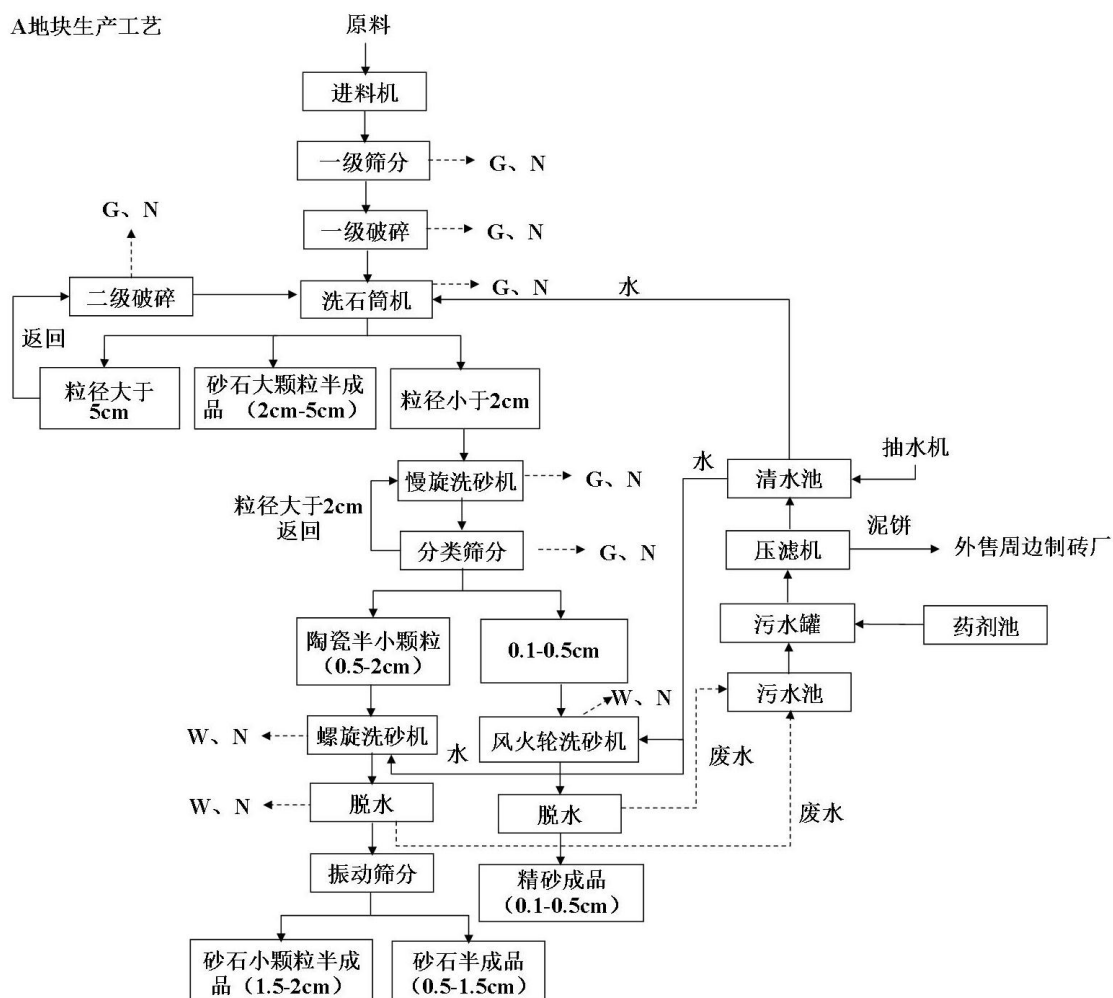 A地块生产工艺
原料
进料机
一级筛分
G、N
G、N
一级破碎
G、N
二级破碎
洗石筒机
G、N
水
返回
粒径大于
5cm
砂石大颗粒半成
品 （2cm-5cm）
粒径小于2cm
抽水机
水
慢旋洗砂机
G、N
清水池
粒径大于2cm
返回
分类筛分
G、N
压滤机
泥饼
外售周边制砖厂
陶瓷半小颗粒
（0.5-2cm）
0.1-0.5cm
污水罐
药剂池
W、N
污水池
W、N
螺旋洗砂机
水
风火轮洗砂机
废水
W、N
脱水
脱水
废水
振动筛分
精砂成品
（0.1-0.5cm）
砂石小颗粒半成
品（1.5-2cm）
砂石半成品
（0.5-1.5cm）